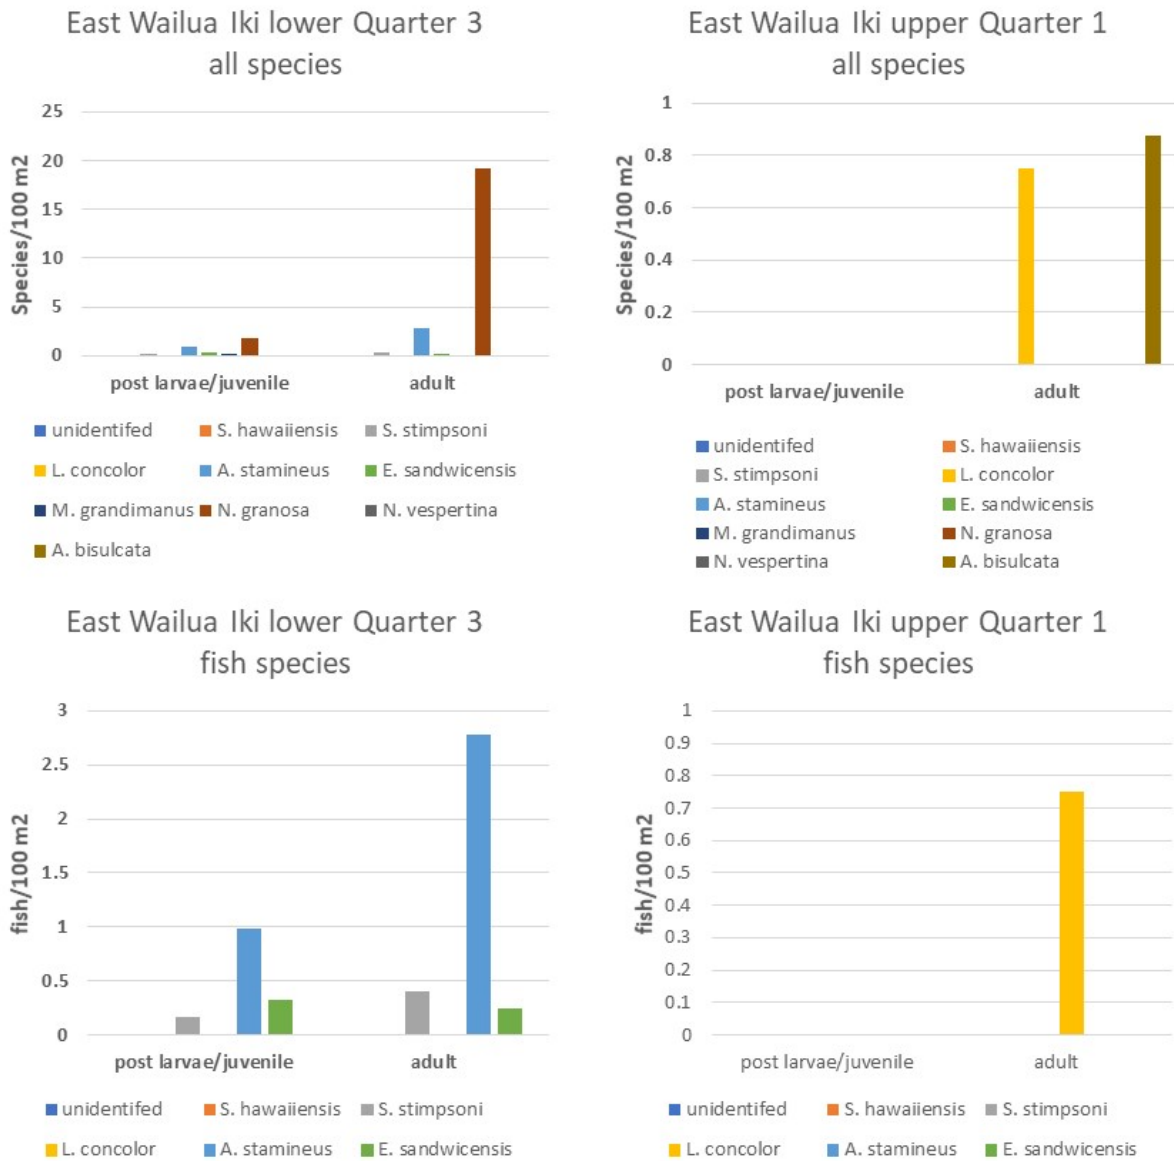 East Wailua Iki lower Quarter 3
all species
25
20
15
10
5
0
Species/100 m2
post larvae/juvenile adult
unidentifed S. hawaiiensis S. stimpsoni
L. concolor A. stamineus E. sandwicensis
M. grandimanus N. granosa N. vespertina
A. bisulcata
East Wailua Iki upper Quarter 1
all species
1
0.8
0.6
0.4
0.2
0
Species/100 m2
post larvae/juvenile adult
unidentifed S. hawaiiensis
S. stimpsoni L. concolor
A. stamineus E. sandwicensis
M. grandimanus N. granosa
N. vespertina A. bisulcata
East Wailua Iki lower Quarter 3
fish species
3
2.5
2
1.5
1
0.5
0
fish/100 m2
post larvae/juvenile adult
unidentifed S. hawaiiensis S. stimpsoni
L. concolor A. stamineus E. sandwicensis
East Wailua Iki upper Quarter 1
fish species
1
0.9
0.8
0.7
0.6
0.5
0.4
0.3
0.2
0.1
0
fish/100 m2
post larvae/juvenile adult
unidentifed S. hawaiiensis S. stimpsoni
L. concolor A. stamineus E. sandwicensis